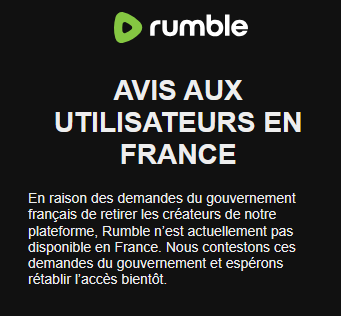 rumble
AVIS AUX
UTILISATEURS EN
FRANCE
En raison des demandes du gouvernement
français de retirer les créateurs de notre
plateforme, Rumble n'est actuellement pas
disponible en France. Nous contestons ces
demandes du gouvernement et espérons
rétablir l'accès bientôt.